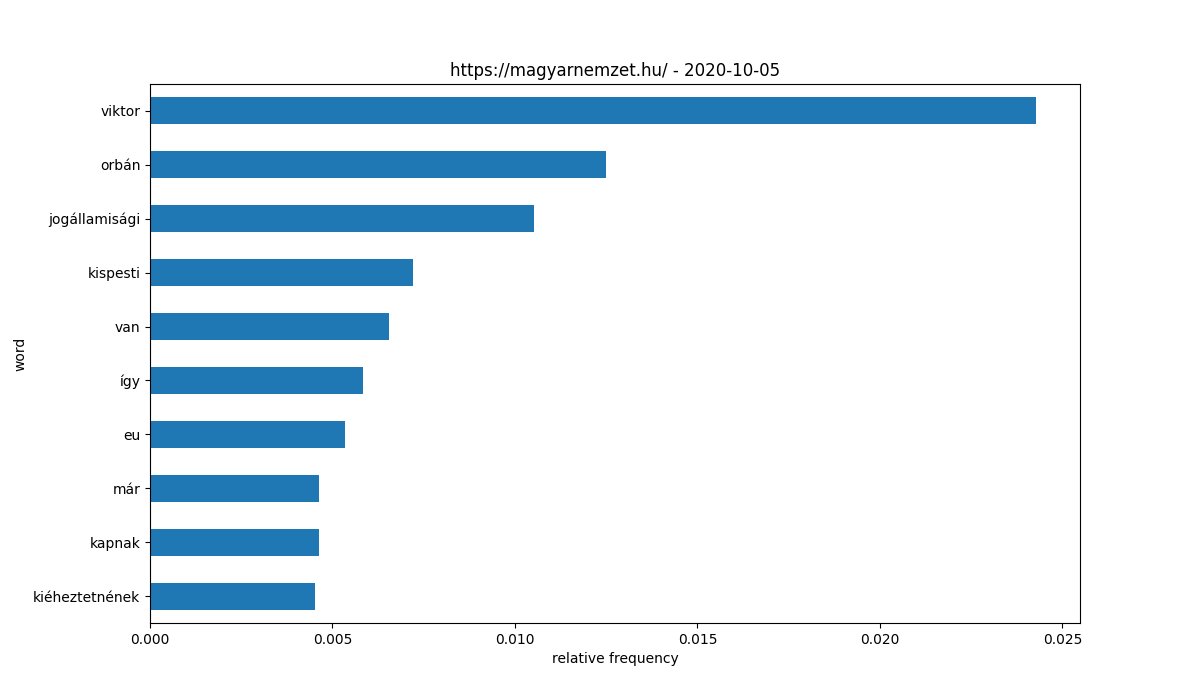 https://magyarnemzet.hu/ - 2020-10-05
viktor
orbán
jogállamisági
kispesti
van
így
eu
már
kapnak
kiéheztetnének
word
0.000 0.005 0.010 0.015 0.020 0.025
relative frequency